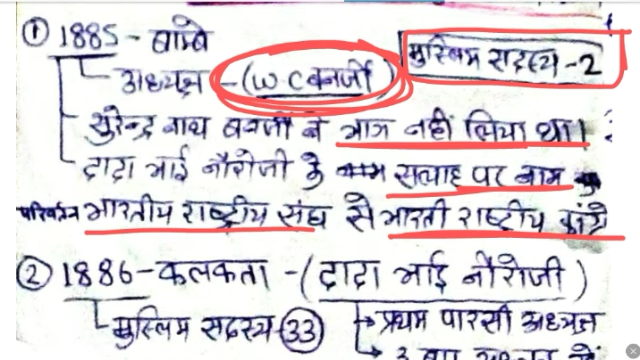 ① 1885 - बाम्बे
अध्यक्ष - (W C बनर्जी) मुस्लिम सदस्य - 2
सुरेन्द्र नाथ बनर्जी ने भाग नहीं लिया था।
दादा भाई नौरोजी के सलाह पर नाम
परिवर्तन भारतीय राष्ट्रीय संघ से भारती राष्ट्रीय कांग्रे
② 1886 - कलकता - (दादा भाई नौरोजी)
मुस्लिम सदस्य (33) → प्रथम पारसी अध्यक्ष
→ 3 बार